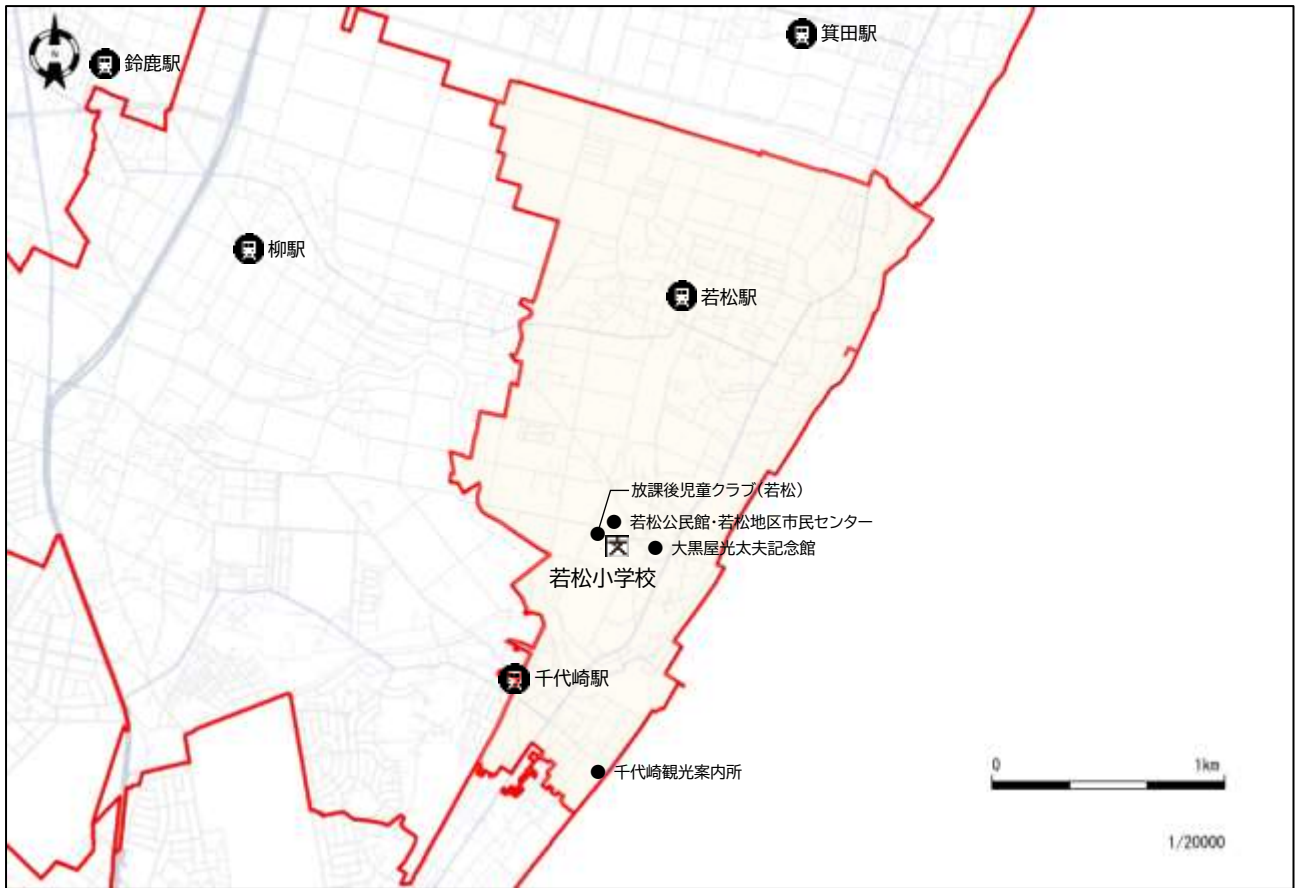 箕田駅
N
鈴鹿駅
柳駅
若松駅
放課後児童クラブ(若松)
若松公民館・若松地区市民センター
文
大黒屋光太夫記念館
若松小学校
千代崎駅
千代崎観光案内所
0 1km
1/20000